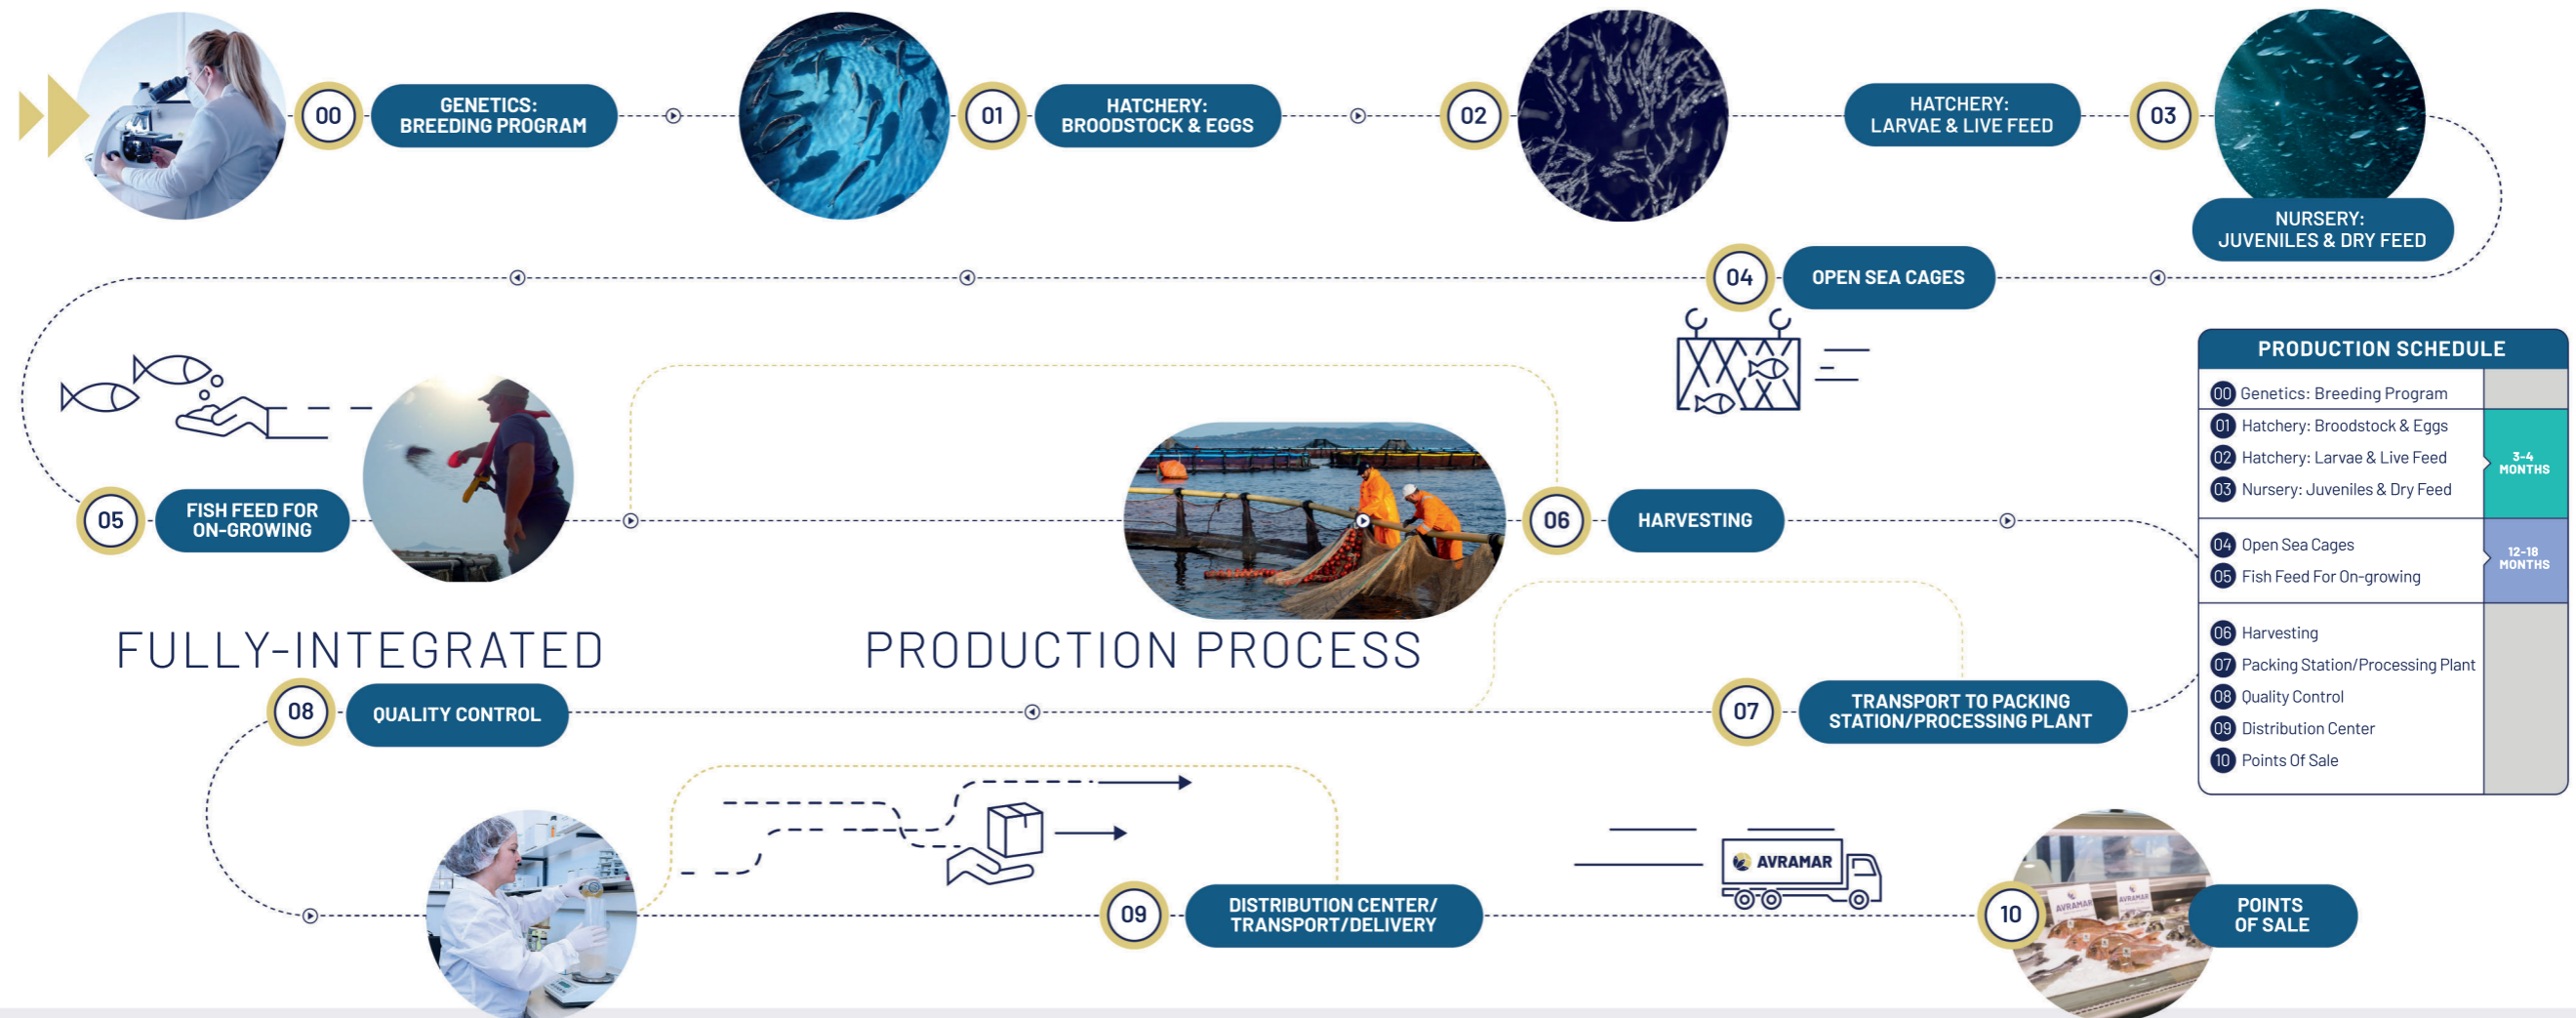 00
GENETICS:
BREEDING PROGRAM
01
HATCHERY:
BROODSTOCK & EGGS
02
HATCHERY:
LARVAE & LIVE FEED
03
NURSERY:
JUVENILES & DRY FEED
04
OPEN SEA CAGES
05
FISH FEED FOR
ON-GROWING
06
HARVESTING
FULLY-INTEGRATED PRODUCTION PROCESS
07
TRANSPORT TO PACKING
STATION/PROCESSING PLANT
08
QUALITY CONTROL
09
DISTRIBUTION CENTER/
TRANSPORT/DELIVERY
AVRAMAR
10
AVRAMAR
AVRAMAR
POINTS
OF SALE
PRODUCTION SCHEDULE
00 Genetics: Breeding Program
01 Hatchery: Broodstock & Eggs
02 Hatchery: Larvae & Live Feed
03 Nursery: Juveniles & Dry Feed
3-4
MONTHS
04 Open Sea Cages
05 Fish Feed For On-growing
12-18
MONTHS
06 Harvesting
07 Packing Station/Processing Plant
08 Quality Control
09 Distribution Center
10 Points Of Sale